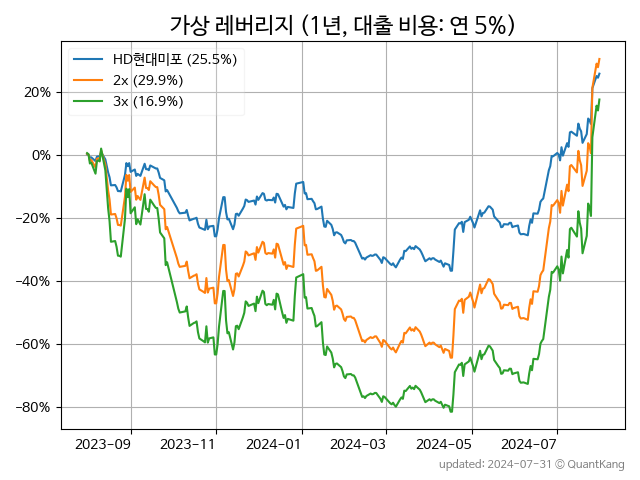 가상 레버리지 (1년, 대출 비용: 연 5%)
HD현대미포 (25.5%)
2x (29.9%)
3x (16.9%)
20%
0%
−20%
−40%
−60%
−80%
2023-09 2023-11 2024-01 2024-03 2024-05 2024-07
updated: 2024-07-31 © QuantKang